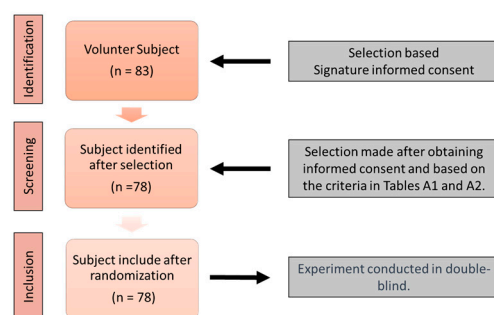 Identification
Volunter Subject
(n = 83)
Selection based
Signature informed consent
Screening
Subject identified
after selection
(n =78)
Selection made after obtaining
informed consent and based on
the criteria in Tables A1 and A2.
Inclusion
Subject include after
randomization
(n = 78)
Experiment conducted in double-
blind.